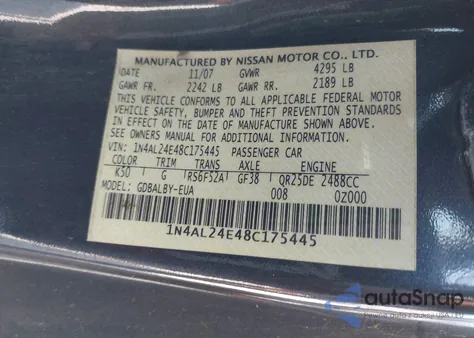 MANUFACTURED BY NISSAN MOTOR CO., LTD.
DATE 11/07 GVWR 4295 LB
GAWR FR. 2242 LB GAWR RR. 2189 LB
THIS VEHICLE CONFORMS TO ALL APPLICABLE FEDERAL MOTOR
VEHICLE SAFETY, BUMPER AND THEFT PREVENTION STANDARDS
IN EFFECT ON THE DATE OF MANUFACTURE SHOWN ABOVE.
SEE OWNERS MANUAL FOR ADDITIONAL INFORMATION.
VIN: 1N4AL24E48C175445 PASSENGER CAR
COLOR TRIM TRANS AXLE ENGINE
K50 G RS6F52A GF38 QR25DE 2488CC
MODEL: GDBALBY-EUA 008 0Z000
1N4AL24E48C175445
autoSnap